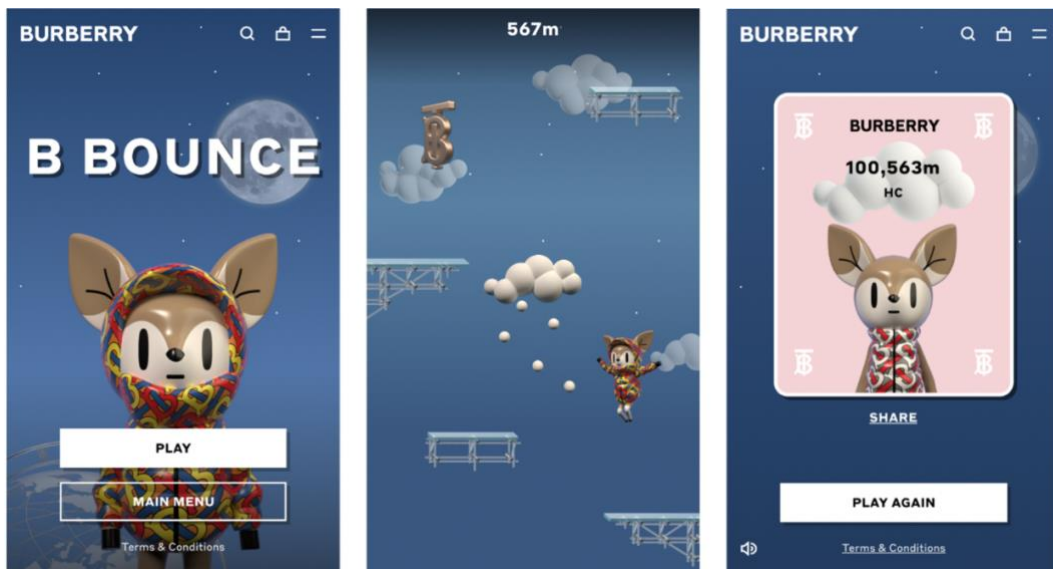 BURBERRY
B BOUNCE
PLAY
MAIN MENU
Terms & Conditions
567m
BURBERRY
BURBERRY
100,563m
HC
SHARE
PLAY AGAIN
Terms & Conditions